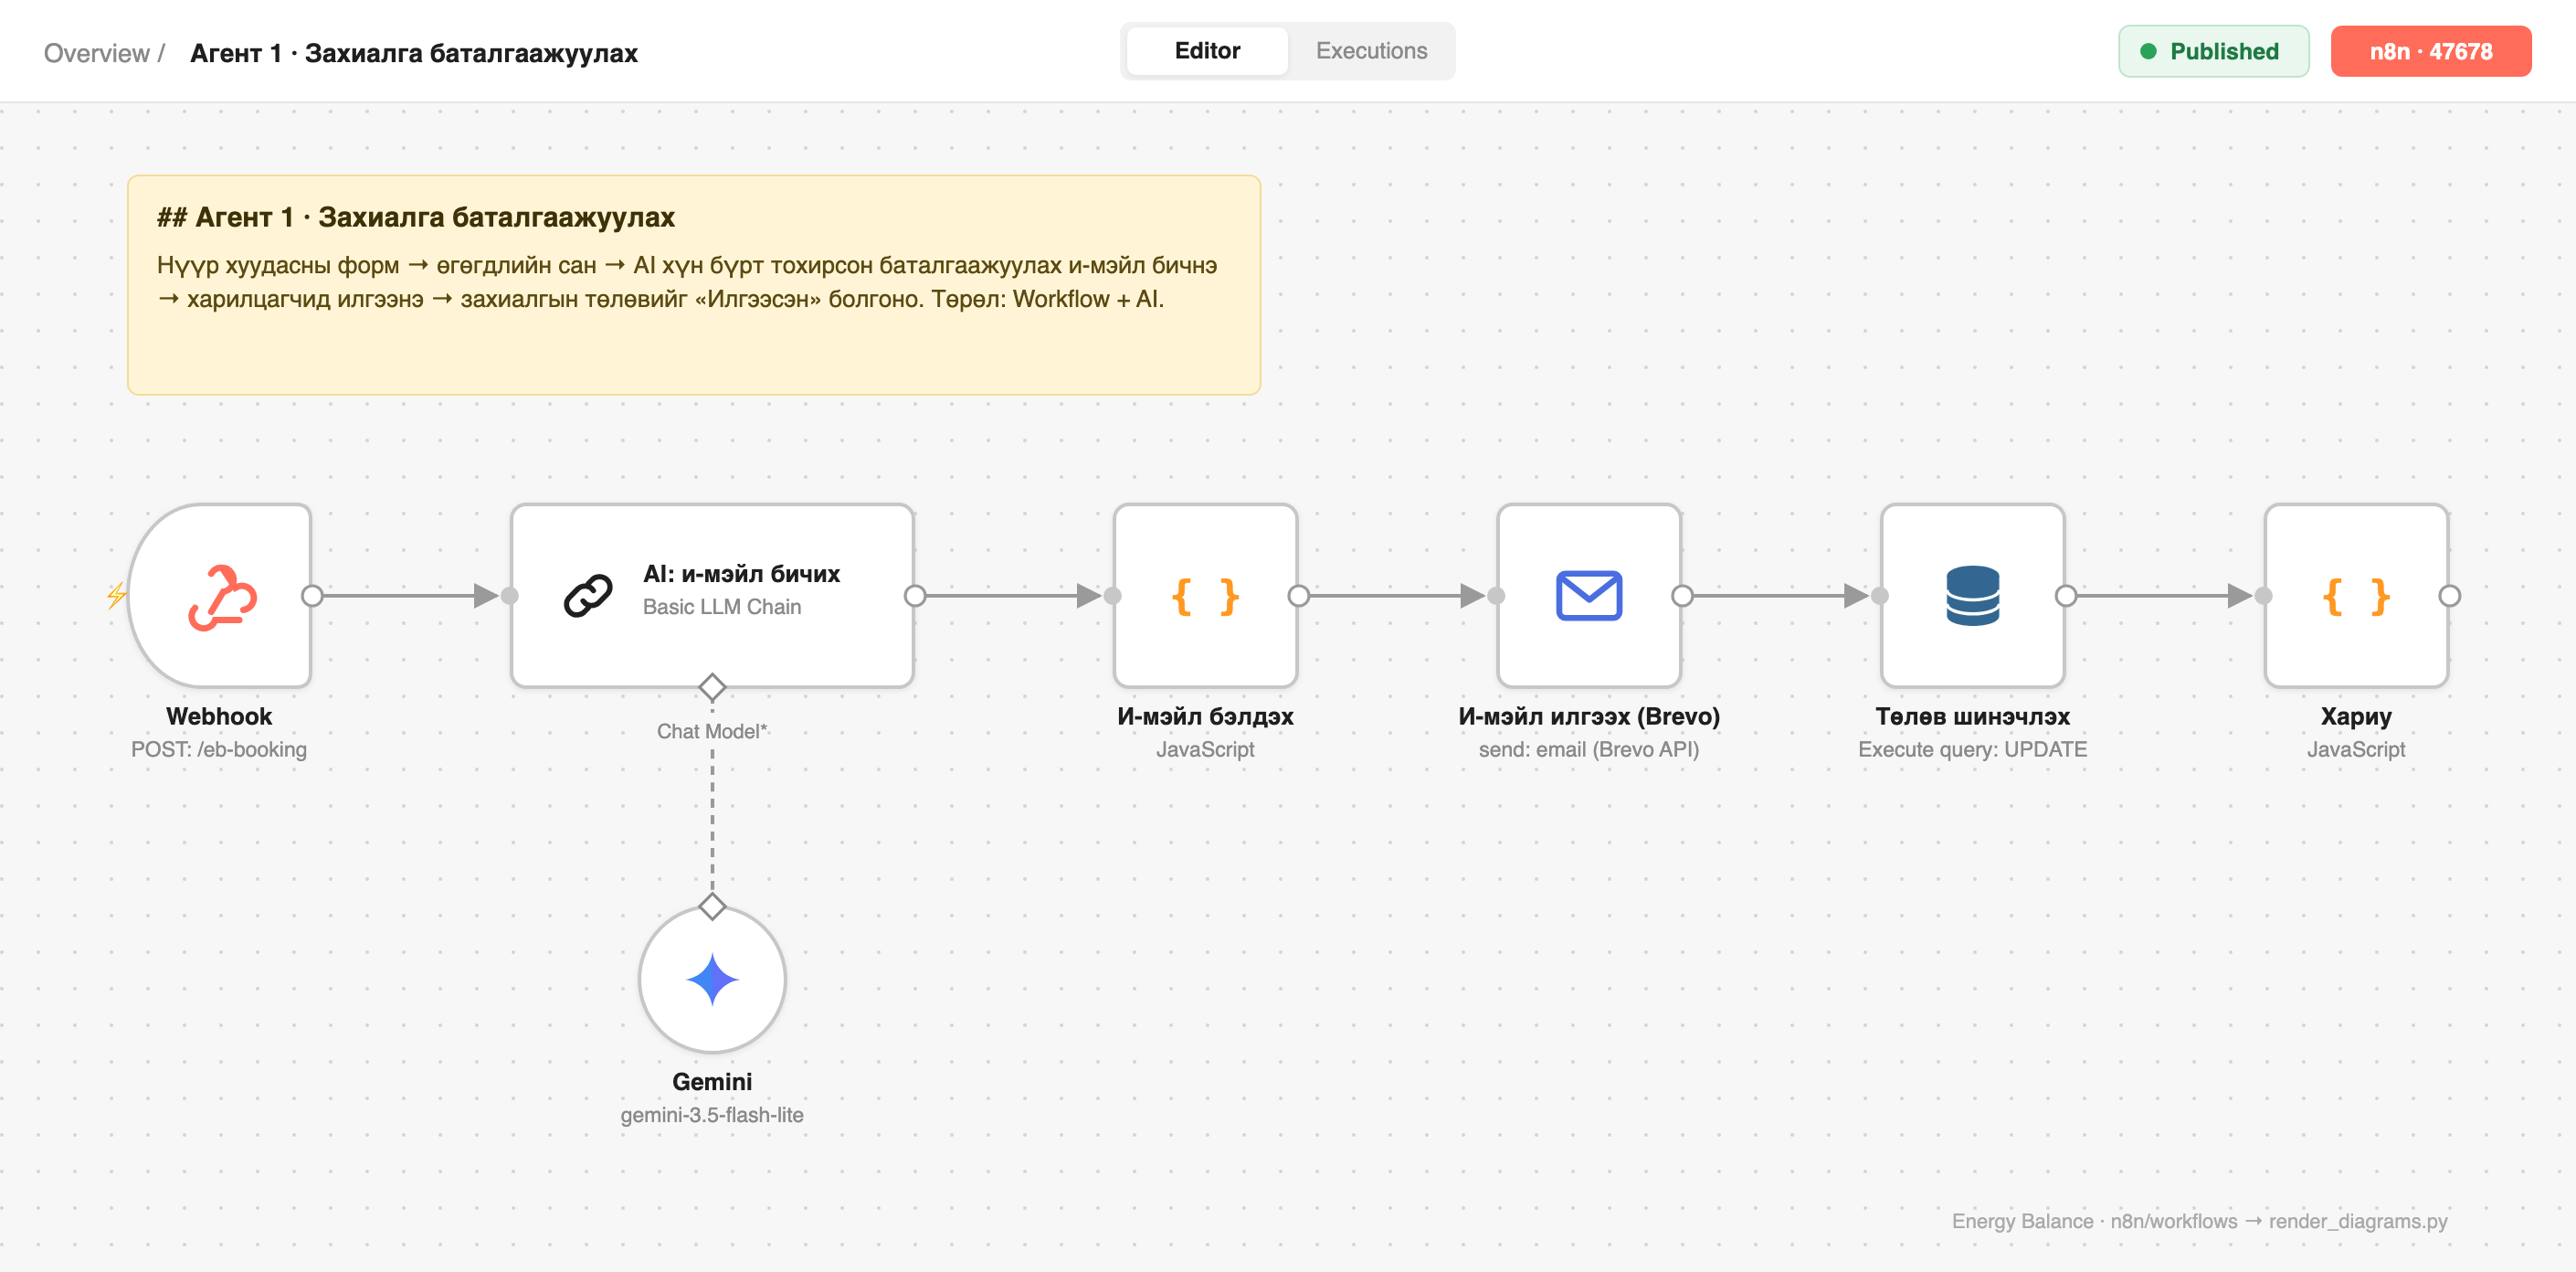 Overview / Агент 1 · Захиалга баталгаажуулах
Editor
Executions
Published
n8n · 47678
## Агент 1 · Захиалга баталгаажуулах
Нүүр хуудасны форм → өгөгдлийн сан → AI хүн бүрт тохирсон баталгаажуулах и-мэйл бичнэ
→ харилцагчид илгээнэ → захиалгын төлөвийг «Илгээсэн» болгоно. Төрөл: Workflow + AI.
AI: и-мэйл бичих
Basic LLM Chain
{ }
{ }
Webhook
POST: /eb-booking
Chat Model*
И-мэйл бэлдэх
JavaScript
И-мэйл илгээх (Brevo)
send: email (Brevo API)
Төлөв шинэчлэх
Execute query: UPDATE
Хариу
JavaScript
Gemini
gemini-3.5-flash-lite
Energy Balance · n8n/workflows → render_diagrams.py